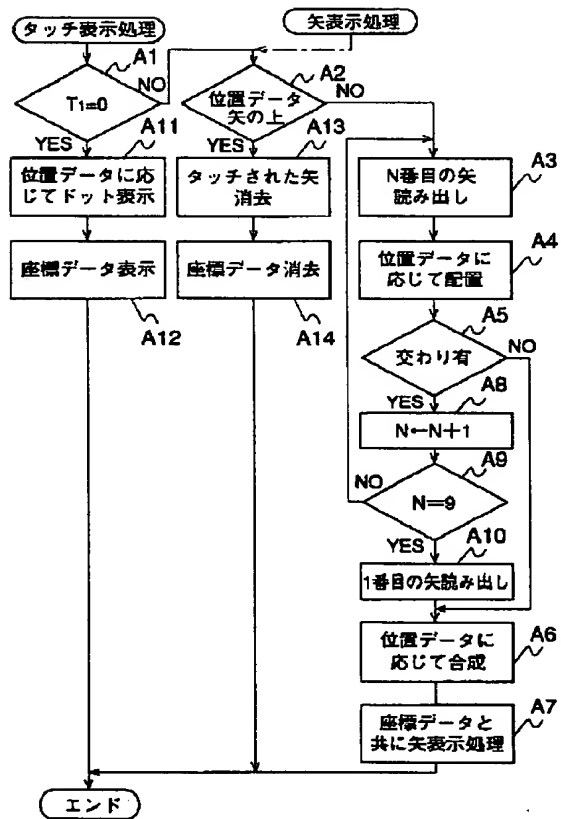 タッチ表示処理
矢表示処理
A1
T1=0
NO
YES
A2
位置データ
矢の上
NO
YES
A11
位置データに応
じてドット表示
座標データ表示
A12
A13
タッチされた矢
消去
座標データ消去
A14
A3
N番目の矢
読み出し
A4
位置データに
応じて配置
A5
交わり有
NO
YES
A8
N←N+1
A9
NO
N=9
YES
A10
1番目の矢読み出し
A6
位置データに
応じて合成
A7
座標データと
共に矢表示処理
エンド